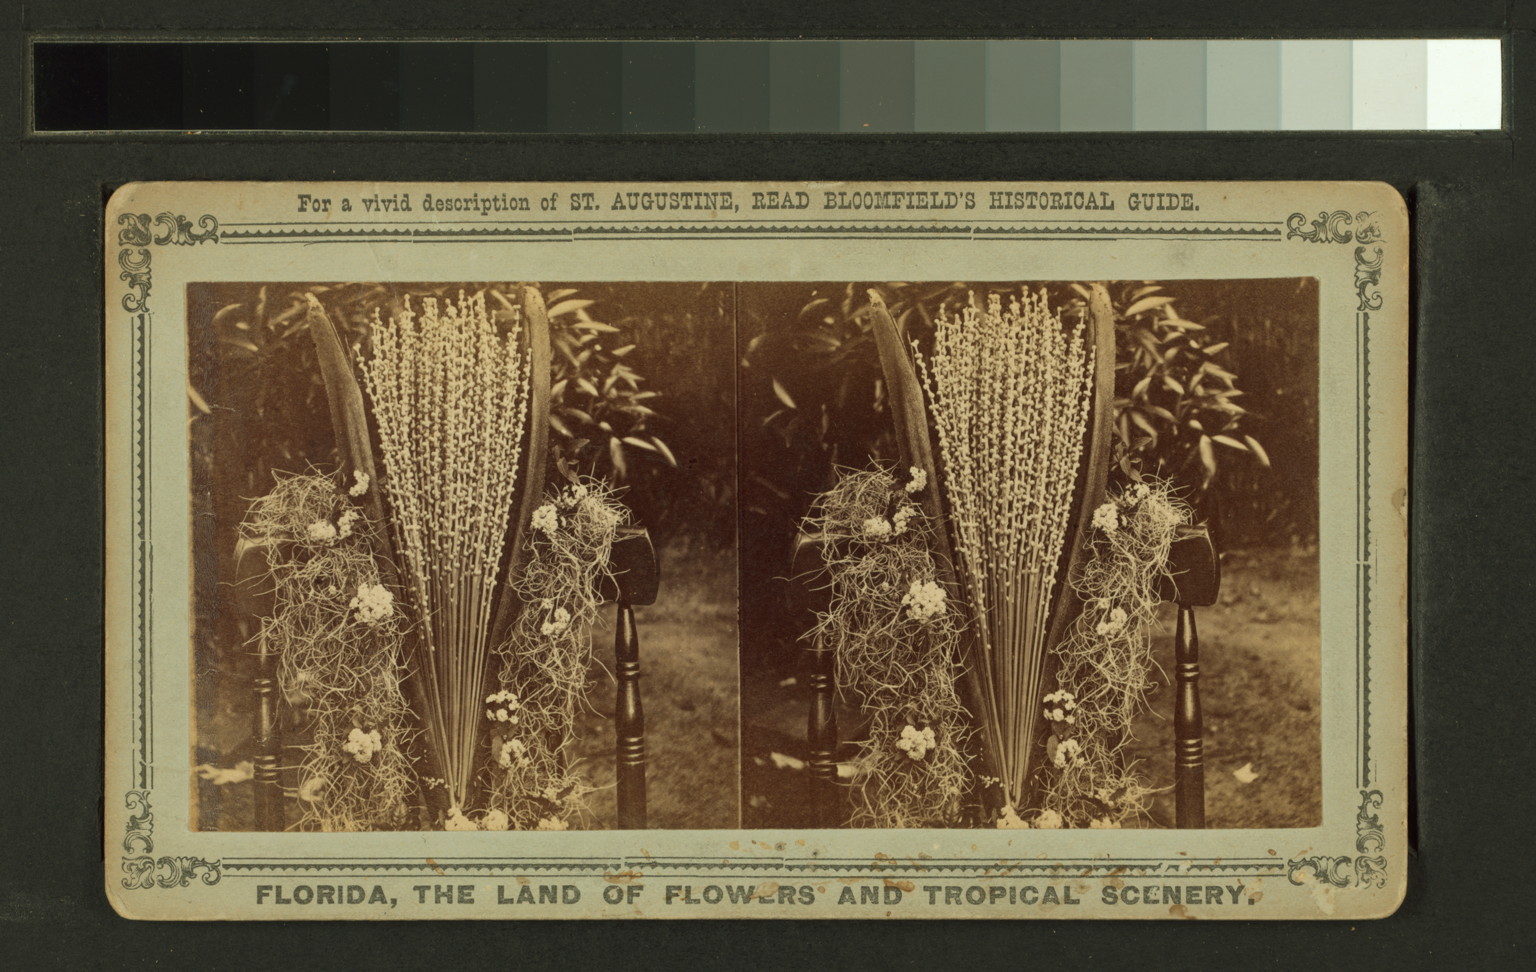 For a vivid description of ST. AUGUSTINE, READ BLOOMFIELD'S HISTORICAL GUIDE.
FLORIDA, THE LAND OF FLOWERS AND TROPICAL SCENERY.